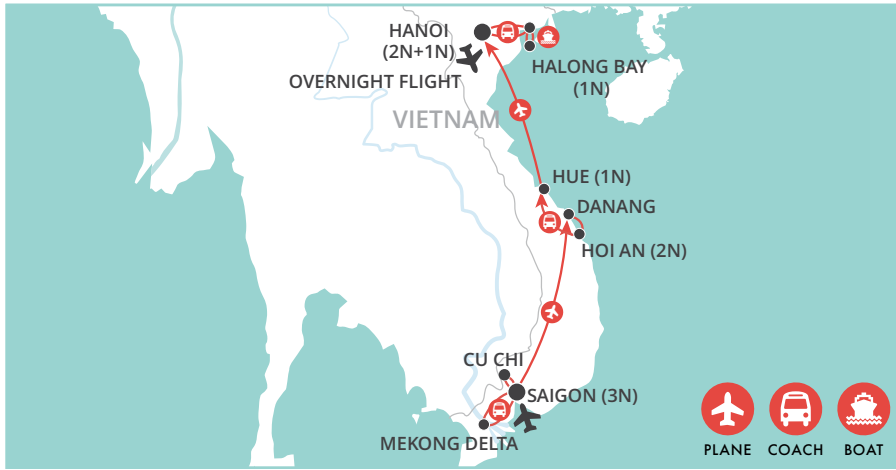 HANOI
(2N+1N)
OVERNIGHT FLIGHT
HALONG BAY
(1N)
VIETNAM
HUE (1N)
DANANG
HOI AN (2N)
CU CHI
SAIGON (3N)
MEKONG DELTA
PLANE
COACH
BOAT